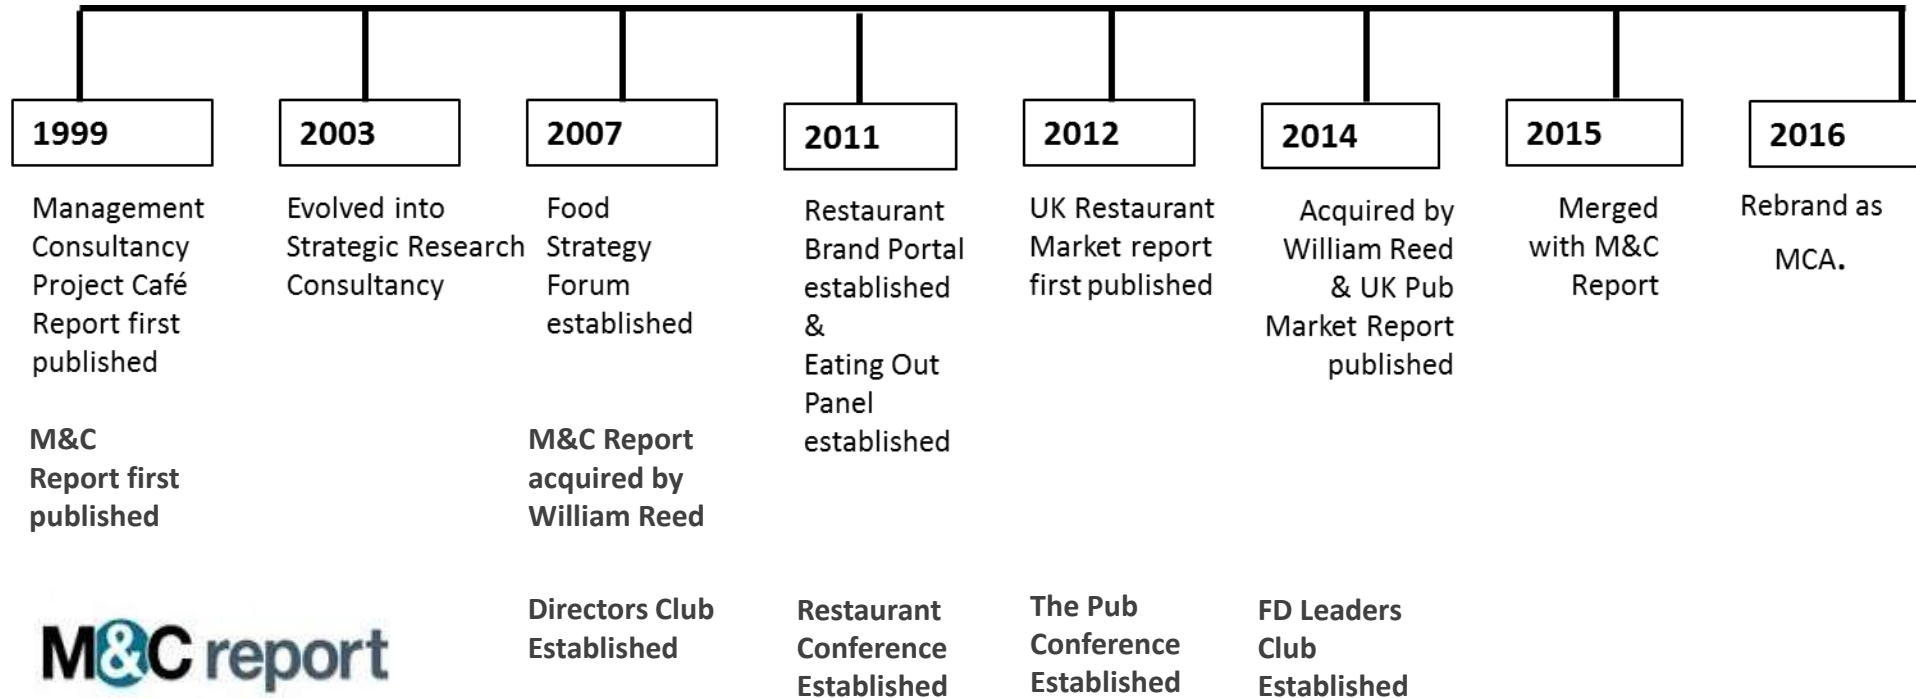 1999
Management
Consultancy
Project Café
Report first
published
M&C
Report first
published
2003
Evolved into
Strategic Research
Consultancy
2007
Food
Strategy
Forum
established
M&C Report
acquired by
William Reed
Directors Club
Established
2011
Restaurant
Brand Portal
established
&
Eating Out
Panel
established
Restaurant
Conference
Established
2012
UK Restaurant
Market report
first published
The Pub
Conference
Established
2014
Acquired by
William Reed
& UK Pub
Market Report
published
FD Leaders
Club
Established
2015
Merged
with M&C
Report
2016
Rebrand as
MCA.
M&C report